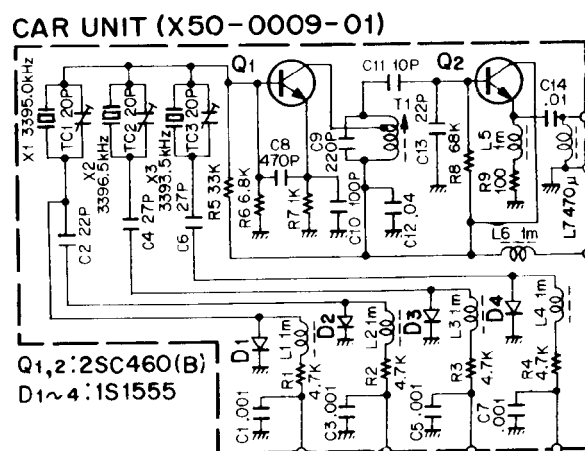 CAR UNIT (X50-0009-01)
X1 3395.0kHz
TC1 20P
X2 3396.5kHz
TC2 20P
X3 3393.5kHz
TC3 20P
Q1
C11 10P
Q2
C14 .01
T1
C13 22P
R8 68K
L5 1m
R9 100
L7 470μ
C8 470P
C9 220P
R5 33K
R6 6.8K
R7 1K
C10 100P
C12 .04
L6 1m
C2 22P
C4 27P
C6 27P
D1
D2
D3
D4
L1 1m
L2 1m
L3 1m
L4 1m
R1 4.7K
R2 4.7K
R3 4.7K
R4 4.7K
C1 .001
C3 .001
C5 .001
C7 .001
Q1,2:2SC460(B)
D1~4:1S1555